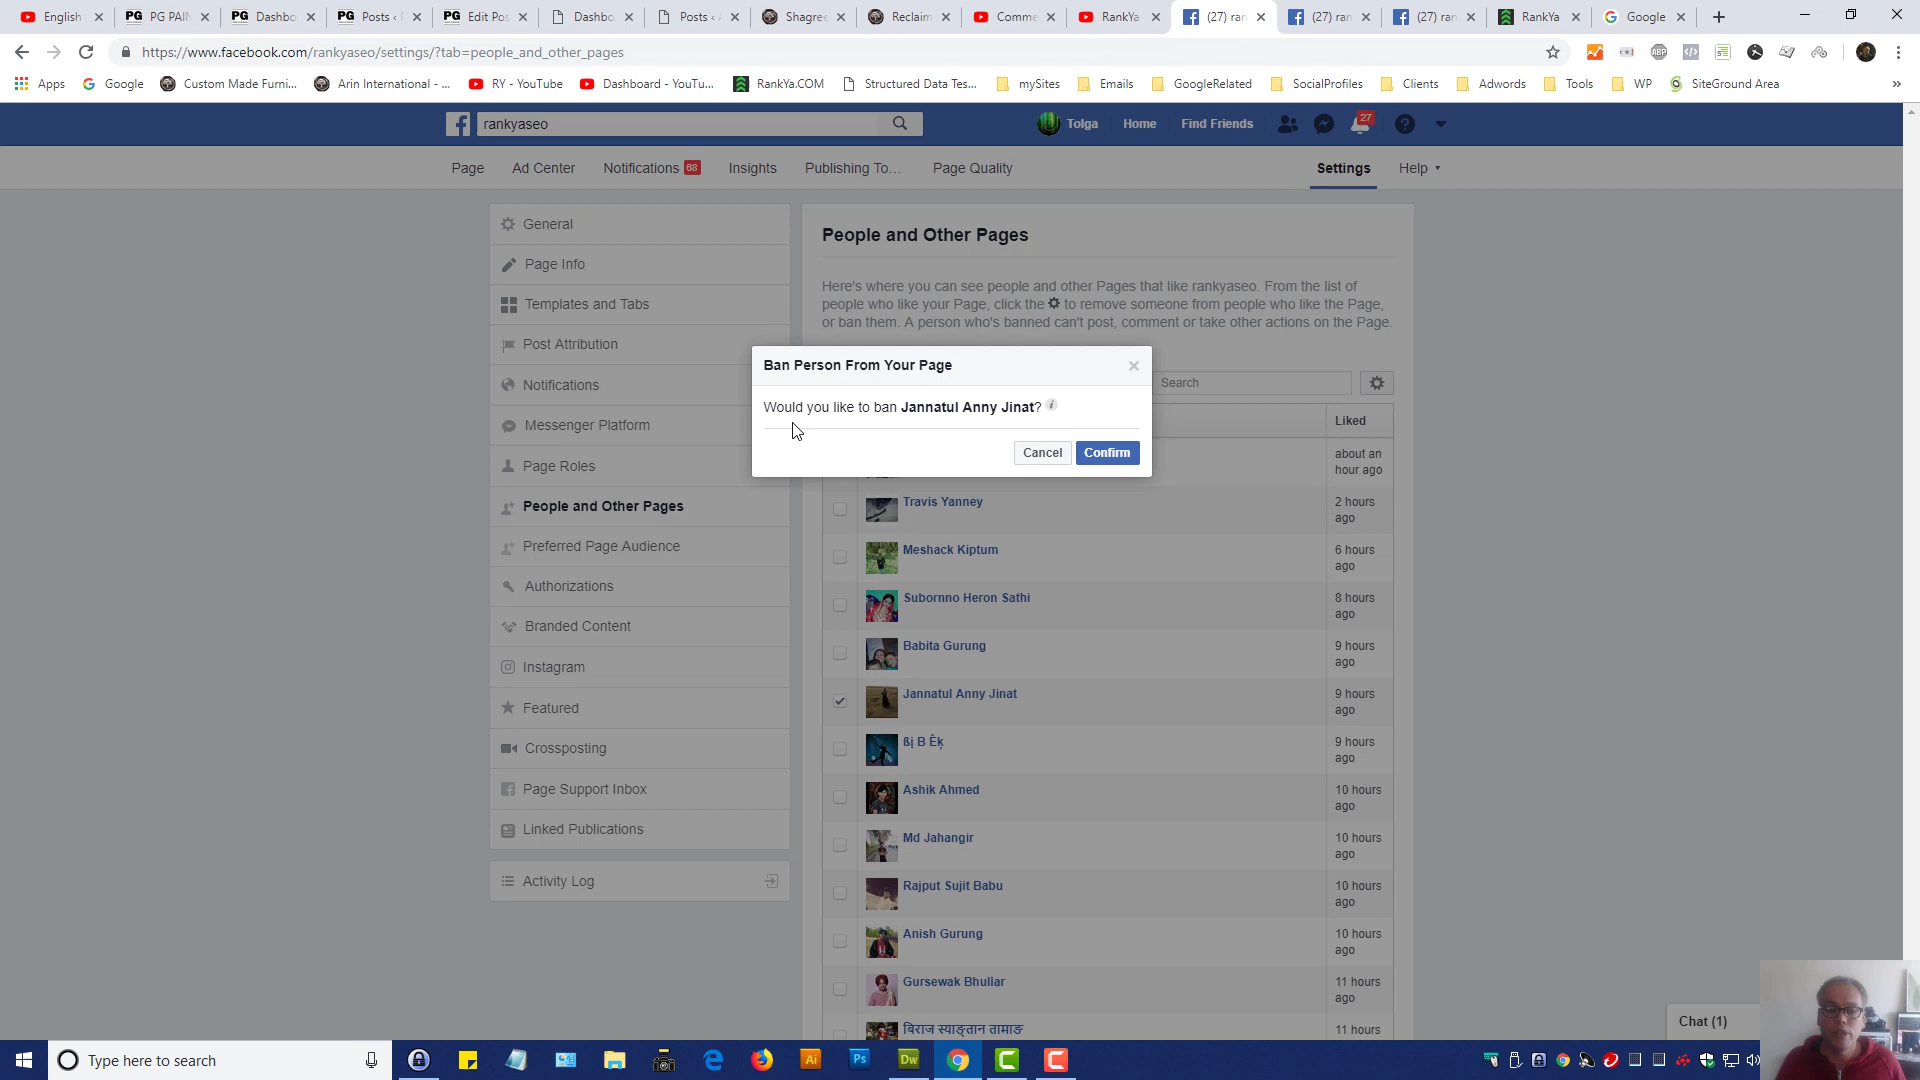 English
PG PAIN
Dashbo
Posts ‹
Edit Pos
Dashbo
Posts ‹
Shagree
Reclaim
Comme
RankYa
(27) ran
(27) ran
(27) ran
RankYa
Google
https://www.facebook.com/rankyaseo/settings/?tab=people_and_other_pages
Apps
Google
Custom Made Furni...
Arin International - ...
RY - YouTube
Dashboard - YouTu...
RankYa.COM
Structured Data Tes...
mySites
Emails
GoogleRelated
SocialProfiles
Clients
Adwords
Tools
WP
SiteGround Area
»
rankyaseo
Tolga
Home
Find Friends
27
Page
Ad Center
Notifications 68
Insights
Publishing To...
Page Quality
Settings
Help
General
Page Info
Templates and Tabs
Post Attribution
Notifications
Messenger Platform
Page Roles
People and Other Pages
Preferred Page Audience
Authorizations
Branded Content
Instagram
Featured
Crossposting
Page Support Inbox
Linked Publications
Activity Log
People and Other Pages
Here's where you can see people and other Pages that like rankyaseo. From the list of
people who like your Page, click the to remove someone from people who like the Page,
or ban them. A person who's banned can't post, comment or take other actions on the Page.
Search
Ban Person From Your Page
Would you like to ban Jannatul Anny Jinat?
Cancel
Confirm
Liked
about an
hour ago
Travis Yanney
2 hours
ago
Meshack Kiptum
6 hours
ago
Subornno Heron Sathi
8 hours
ago
Babita Gurung
9 hours
ago
Jannatul Anny Jinat
9 hours
ago
ßį B Êķ
9 hours
ago
Ashik Ahmed
10 hours
ago
Md Jahangir
10 hours
ago
Rajput Sujit Babu
10 hours
ago
Anish Gurung
10 hours
ago
Gursewak Bhullar
11 hours
ago
बिराज स्याङ्तान तामाङ
11 hours
Chat (1)
Type here to search
Ai
Ps
Dw